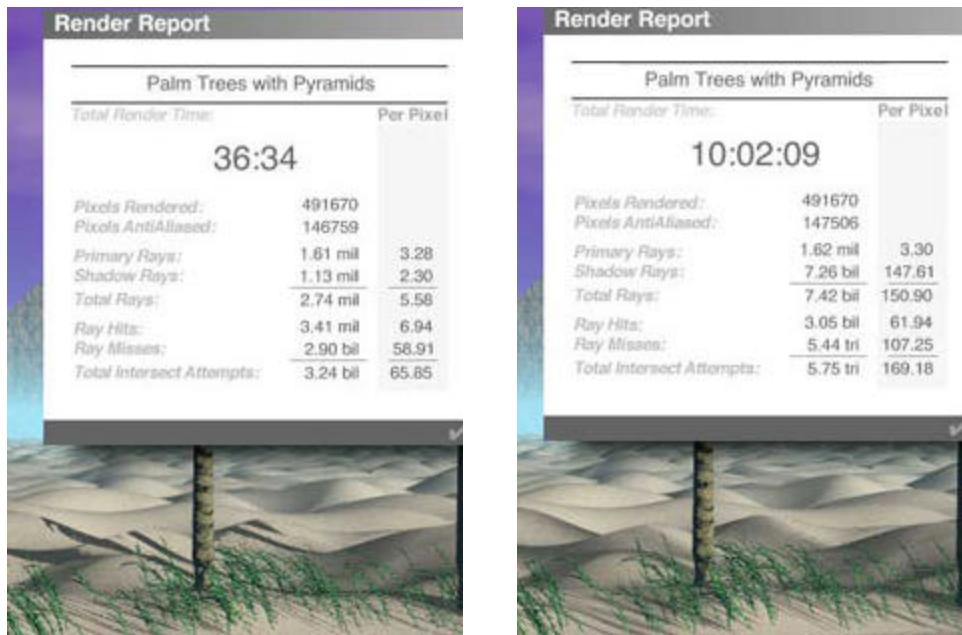 Render Report
Palm Trees with Pyramids
Total Render Time: Per Pixel
36:34
Pixels Rendered: 491670
Pixels AntiAliased: 146759
Primary Rays: 1.61 mil 3.28
Shadow Rays: 1.13 mil 2.30
Total Rays: 2.74 mil 5.58
Ray Hits: 3.41 mil 6.94
Ray Misses: 2.90 bil 58.91
Total Intersect Attempts: 3.24 bil 65.85
Render Report
Palm Trees with Pyramids
Total Render Time: Per Pixel
10:02:09
Pixels Rendered: 491670
Pixels AntiAliased: 147506
Primary Rays: 1.62 mil 3.30
Shadow Rays: 7.26 bil 147.61
Total Rays: 7.42 bil 150.90
Ray Hits: 3.05 bil 61.94
Ray Misses: 5.44 tri 107.25
Total Intersect Attempts: 5.75 tri 169.18